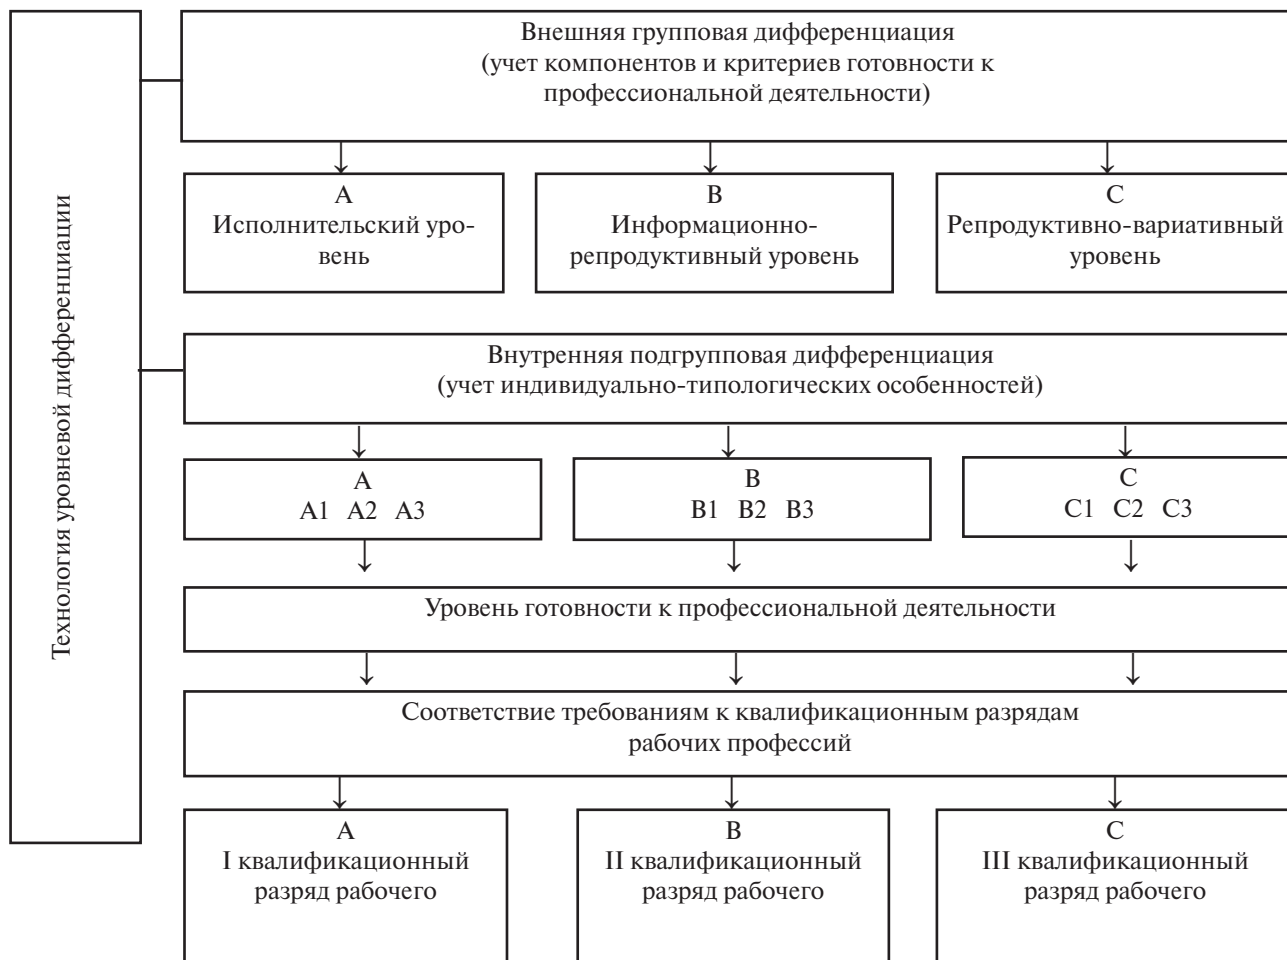 Технология уровневой дифференциации
Внешняя групповая дифференциация
(учет компонентов и критериев готовности к
профессиональной деятельности)
А
Исполнительский уро-
вень
В
Информационно-
репродуктивный уровень
С
Репродуктивно-вариативный
уровень
Внутренняя подгрупповая дифференциация
(учет индивидуально-типологических особенностей)
А
А1 А2 А3
В
В1 В2 В3
С
С1 С2 С3
Уровень готовности к профессиональной деятельности
Соответствие требованиям к квалификационным разрядам
рабочих профессий
А
I квалификационный
разряд рабочего
В
II квалификационный
разряд рабочего
С
III квалификационный
разряд рабочего